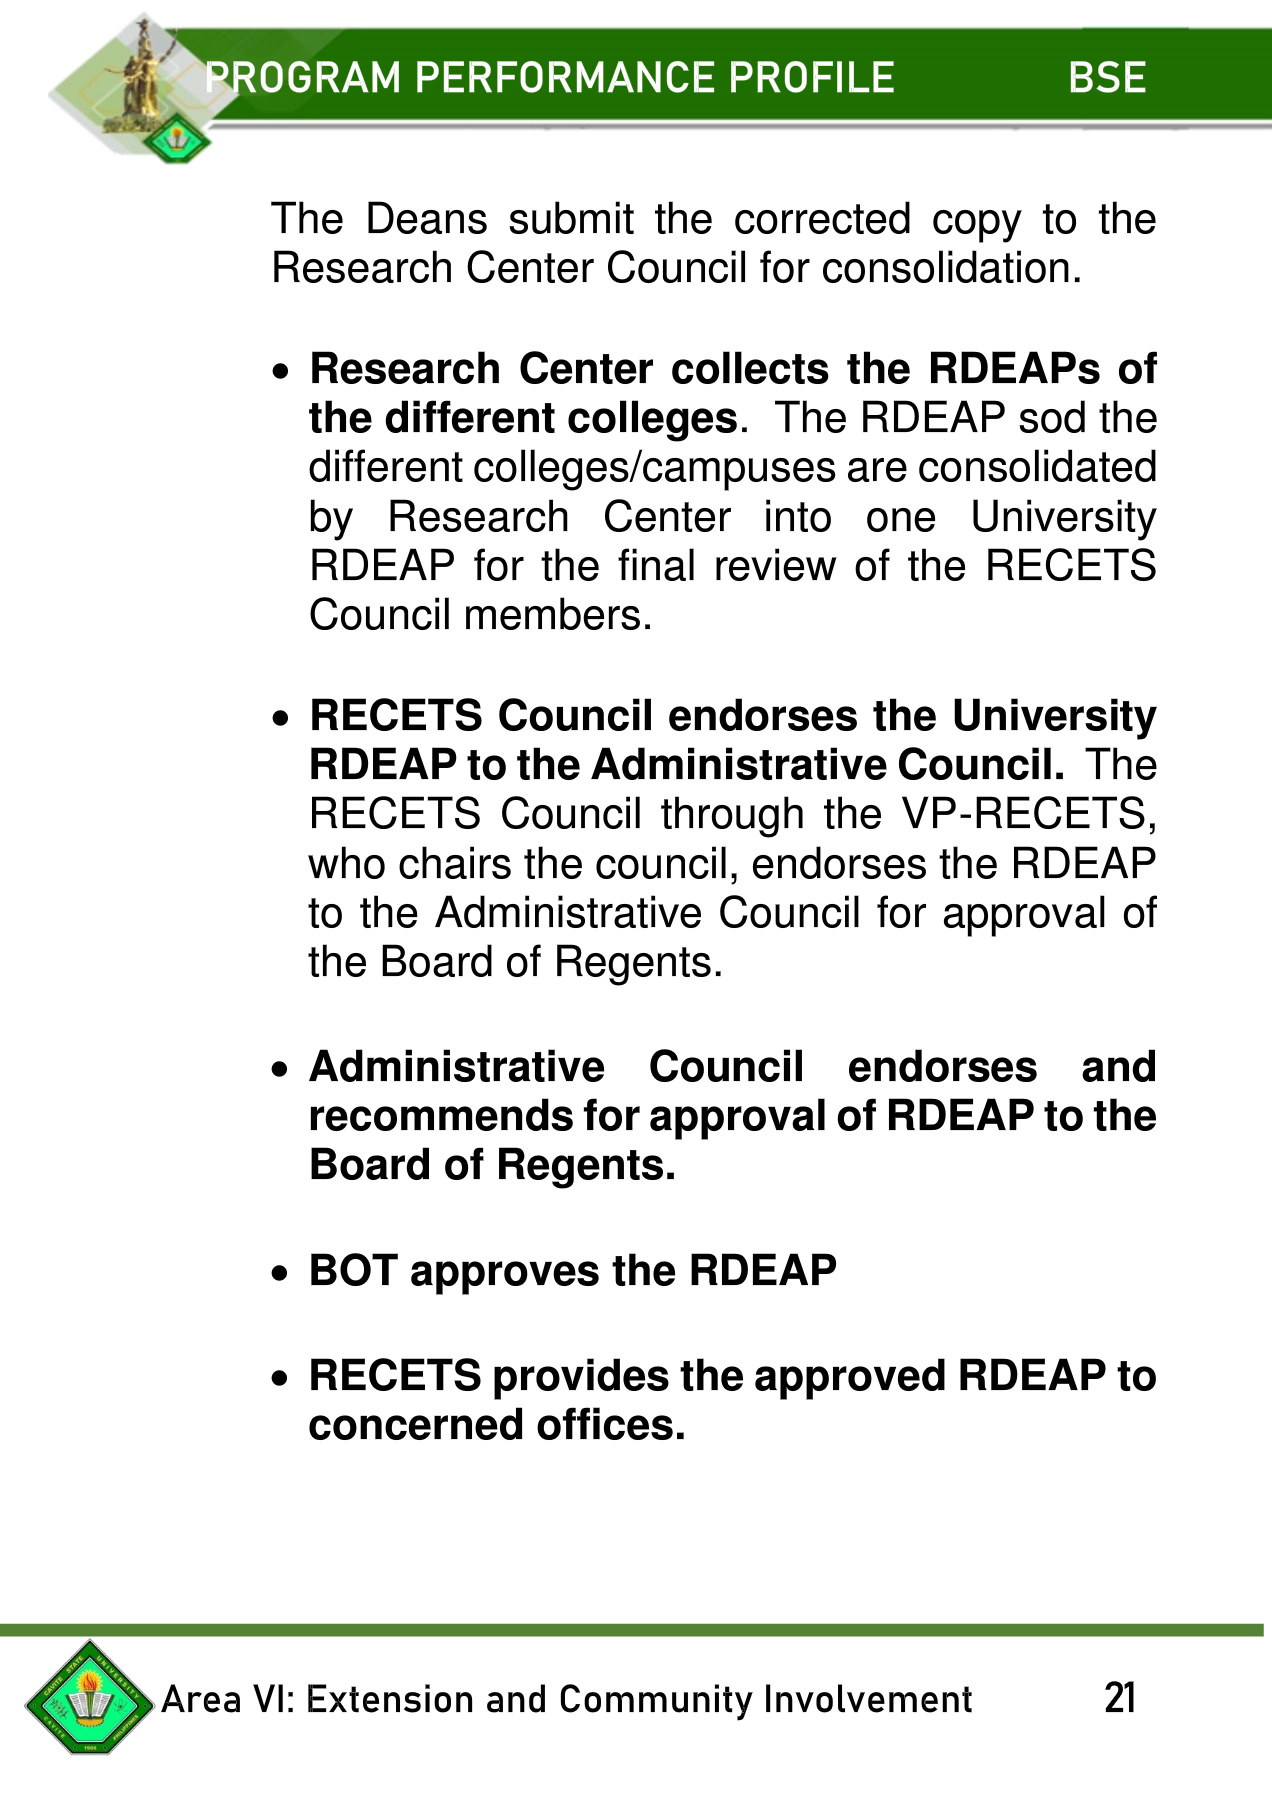 PROGRAM PERFORMANCE PROFILE BSE
The Deans submit the corrected copy to the
Research Center Council for consolidation.
• Research Center collects the RDEAPs of
the different colleges. The RDEAP sod the
different colleges/campuses are consolidated
by Research Center into one University
RDEAP for the final review of the RECETS
Council members.
• RECETS Council endorses the University
RDEAP to the Administrative Council. The
RECETS Council through the VP-RECETS,
who chairs the council, endorses the RDEAP
to the Administrative Council for approval of
the Board of Regents.
• Administrative Council endorses and
recommends for approval of RDEAP to the
Board of Regents.
• BOT approves the RDEAP
• RECETS provides the approved RDEAP to
concerned offices.
CAVITE STATE UNIVERSITY
CAVITE PHILIPPINES
1906
Area VI: Extension and Community Involvement 21